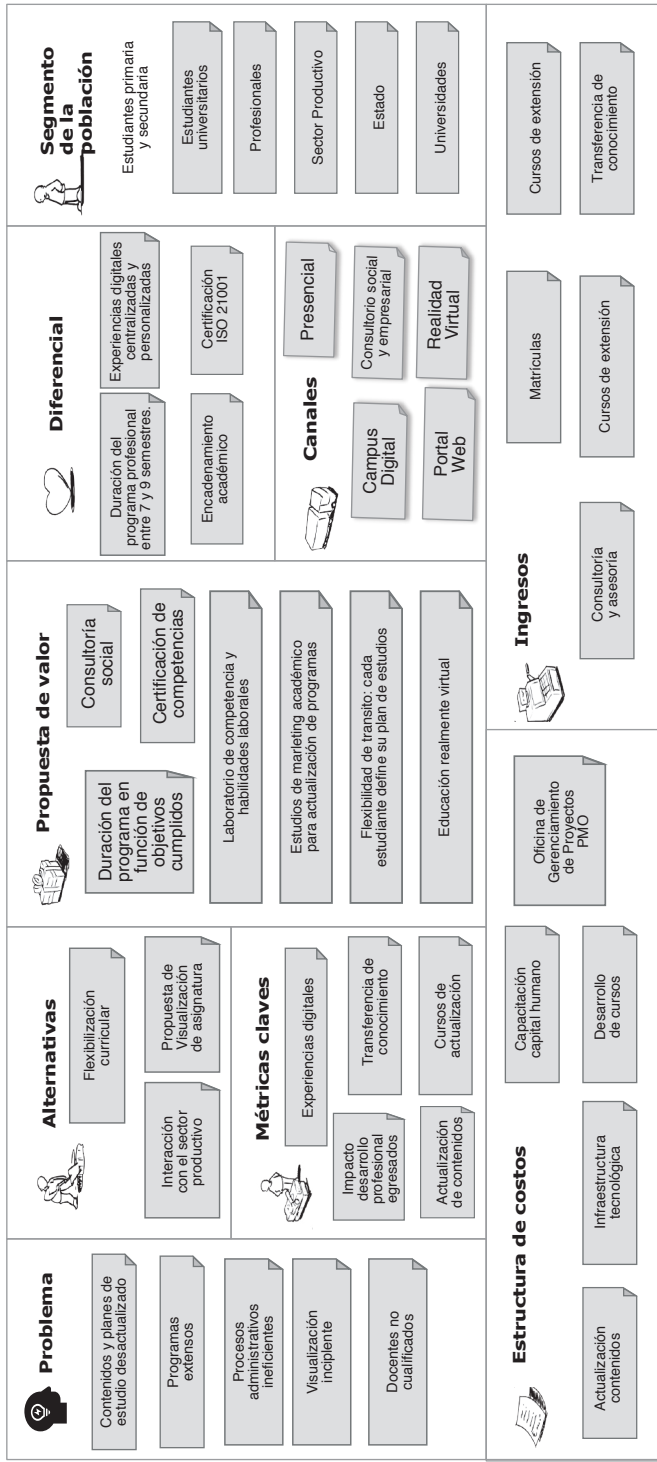 Problema
Contenidos y planes de
estudio desactualizado
Programas
extensos
Procesos
administrativos
ineficientes
Visualización
inciplente
Docentes no
cualificados
Alternativas
Flexibilización
curricular
Interacción
con el sector
productivo
Propuesta de
Visualización
de asignatura
Métricas claves
Experiencias digitales
Impacto
desarrollo
profesional
egresados
Transferencia de
conocimiento
Actualización
de contenidos
Cursos de
actualización
Propuesta de valor
Duración del
programa en
función de
objetivos
cumplidos
Consultoría
social
Certificación de
competencias
Laboratorio de competencia y
habilidades laborales
Estudios de marleting académico
para actualización de programas
Flexibilidad de transito: cada
estudiante define su plan de estudios
Educación realmente virtual
Diferencial
Duración del
programa profesional
entre 7 y 9 semestres.
Experiencias digitales
centralizadas y
personalizadas
Encadenamiento
académico
Certificación
ISO 21001
Canales
Presencial
Campus
Digital
Consultorio social
y empresarial
Portal
Web
Realidad
Virtual
Segmento
de la
población
Estudiantes primaria
y secundaria
Estudiantes
universitarios
Profesionales
Sector Productivo
Estado
Universidades
Estructura de costos
Actualización
contenidos
Infraestructura
tecnológica
Capacitación
capital humano
Desarrollo
de cursos
Oficina de
Gerenciamiento
de Proyectos
PMO
Ingresos
Consultoría
y asesoría
Matrículas
Cursos de extensión
Cursos de extensión
Transferencia de
conocimiento